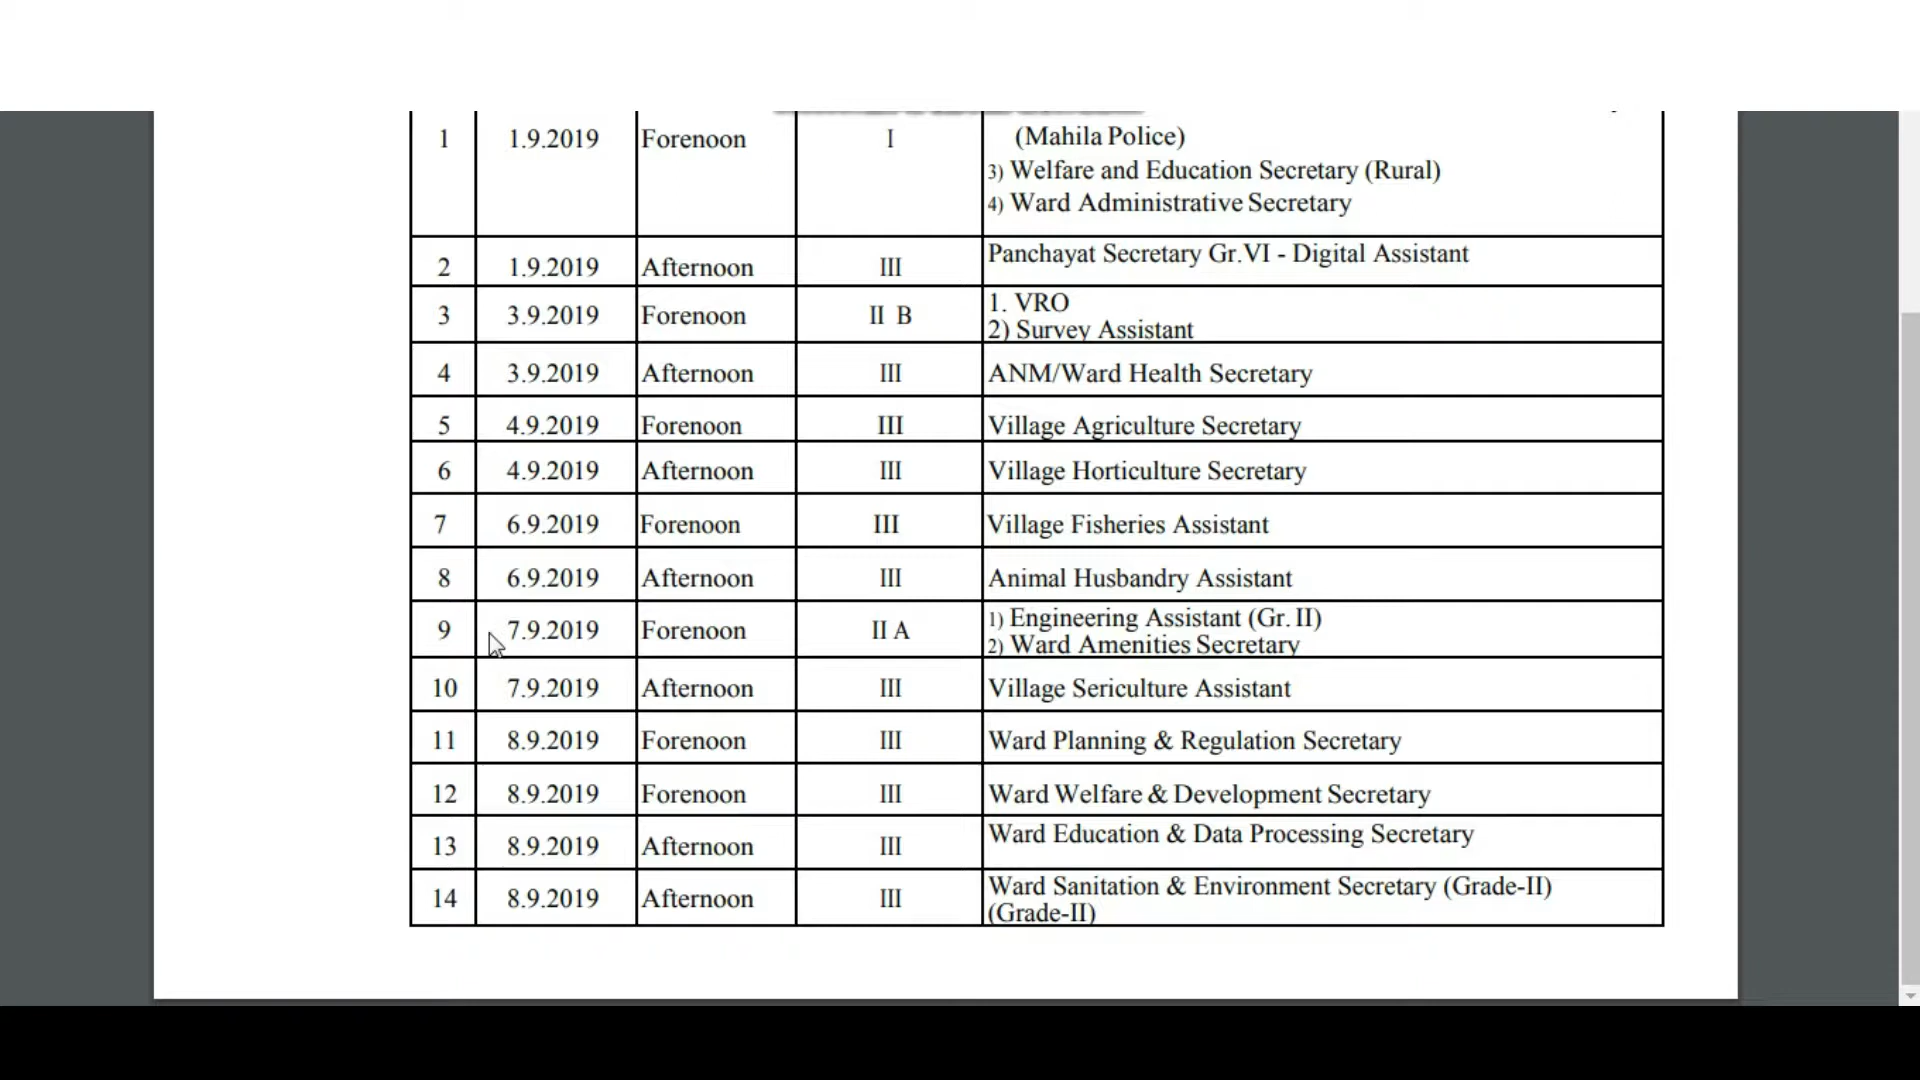 1 1.9.2019 Forenoon I (Mahila Police)
3) Welfare and Education Secretary (Rural)
4) Ward Administrative Secretary
2 1.9.2019 Afternoon III Panchayat Secretary Gr.VI - Digital Assistant
3 3.9.2019 Forenoon II B 1. VRO
2) Survey Assistant
4 3.9.2019 Afternoon III ANM/Ward Health Secretary
5 4.9.2019 Forenoon III Village Agriculture Secretary
6 4.9.2019 Afternoon III Village Horticulture Secretary
7 6.9.2019 Forenoon III Village Fisheries Assistant
8 6.9.2019 Afternoon III Animal Husbandry Assistant
9 7.9.2019 Forenoon II A 1) Engineering Assistant (Gr. II)
2) Ward Amenities Secretary
10 7.9.2019 Afternoon III Village Sericulture Assistant
11 8.9.2019 Forenoon III Ward Planning & Regulation Secretary
12 8.9.2019 Forenoon III Ward Welfare & Development Secretary
13 8.9.2019 Afternoon III Ward Education & Data Processing Secretary
14 8.9.2019 Afternoon III Ward Sanitation & Environment Secretary (Grade-II)
(Grade-II)